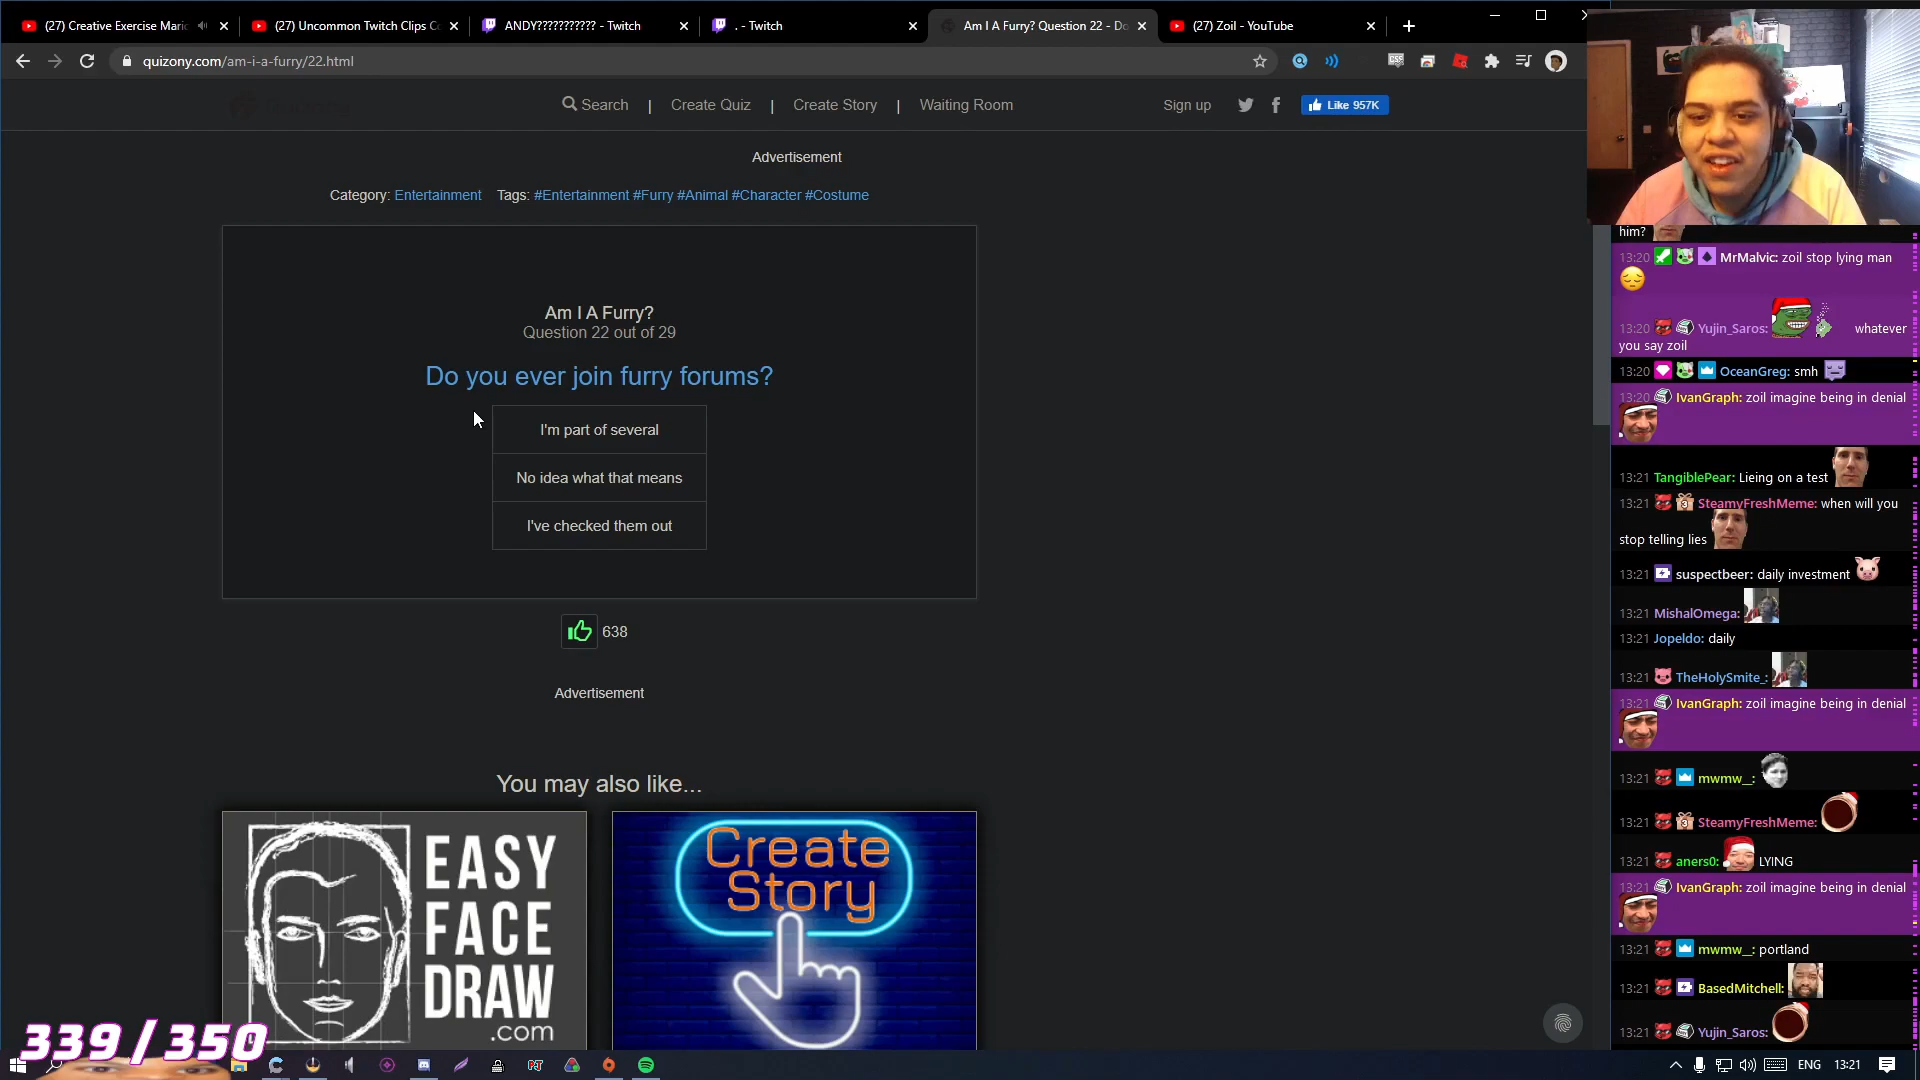 (27) Creative Exercise Mario
(27) Uncommon Twitch Clips Co
ANDY??????????? - Twitch
. - Twitch
Am I A Furry? Question 22 - Do
(27) Zoil - YouTube
quizony.com/am-i-a-furry/22.html
Search | Create Quiz | Create Story | Waiting Room
Sign up
Like 957K
Advertisement
Category: Entertainment Tags: #Entertainment #Furry #Animal #Character #Costume
Am I A Furry?
Question 22 out of 29
Do you ever join furry forums?
I'm part of several
No idea what that means
I've checked them out
638
Advertisement
You may also like...
EASY
FACE
DRAW
.com
Create
Story
339/350
him?
13:20 MrMalvic: zoil stop lying man
13:20 Yujin_Saros: whatever
you say zoil
13:20 OceanGreg: smh
13:20 IvanGraph: zoil imagine being in denial
13:21 TangiblePear: Lieing on a test
13:21 SteamyFreshMeme: when will you
stop telling lies
13:21 suspectbeer: daily investment
13:21 MishalOmega:
13:21 Jopeldo: daily
13:21 TheHolySmite_:
13:21 IvanGraph: zoil imagine being in denial
13:21 mwmw__:
13:21 SteamyFreshMeme:
13:21 aners0: LYING
13:21 IvanGraph: zoil imagine being in denial
13:21 mwmw__: portland
13:21 BasedMitchell:
13:21 Yujin_Saros:
ENG 13:21